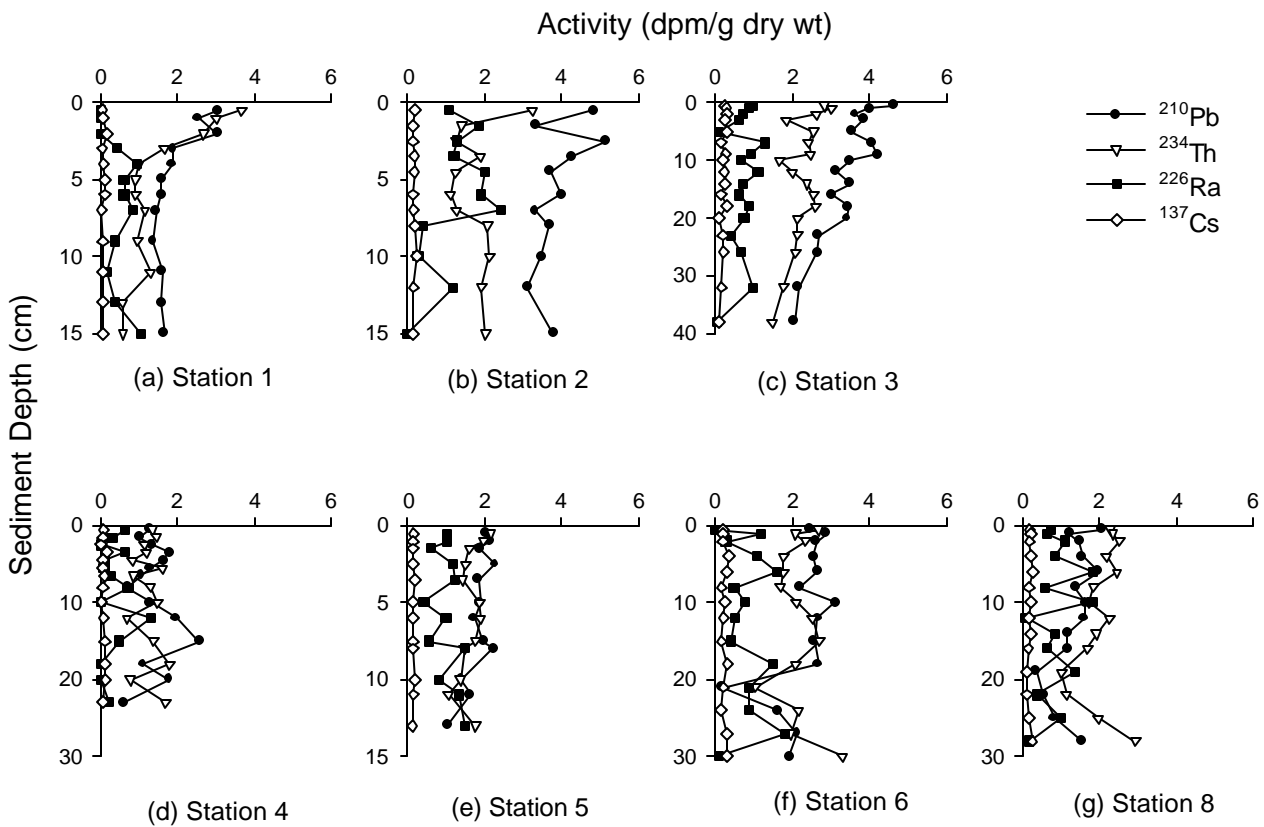 Activity (dpm/g dry wt)
0 2 4 6
0 2 4 6
0 2 4 6
0
5
10
15
0
5
10
15
0
10
20
30
40
²¹⁰Pb
²³⁴Th
²²⁶Ra
¹³⁷Cs
(a) Station 1
(b) Station 2
(c) Station 3
Sediment Depth (cm)
0 2 4 6
0 2 4 6
0 2 4 6
0 2 4 6
0
10
20
30
0
5
10
15
0
10
20
30
0
10
20
30
(d) Station 4
(e) Station 5
(f) Station 6
(g) Station 8